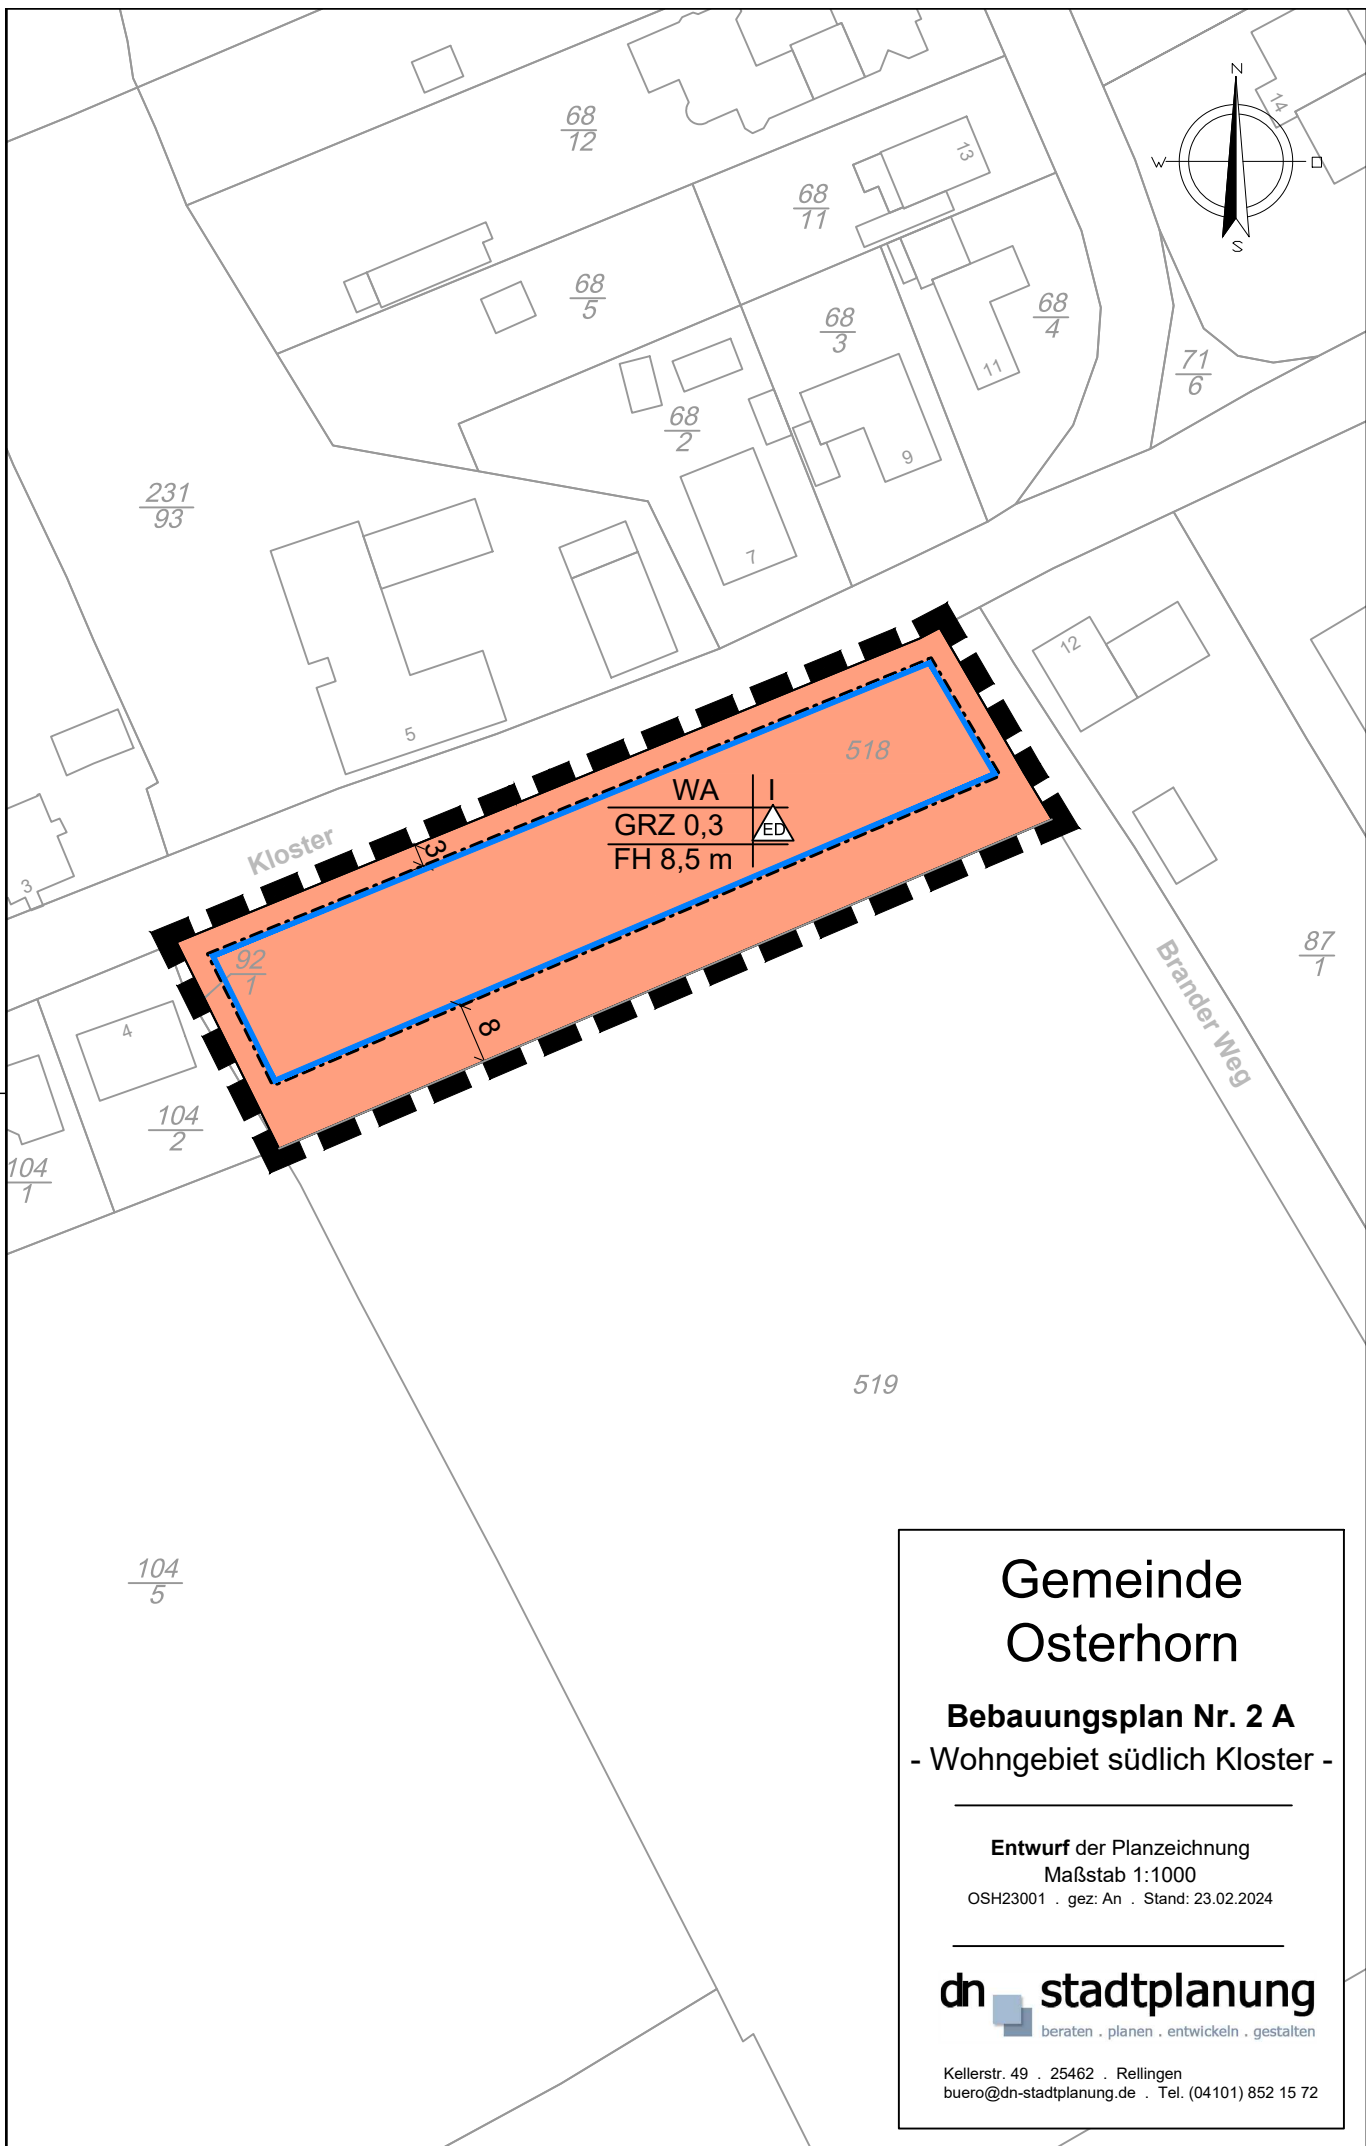 N
W
O
S
14
68
12
13
68
11
68
5
68
3
68
4
11
71
6
68
2
9
7
231
93
12
5
518
WA I
GRZ 0,3 ED
FH 8,5 m
3
Kloster
3
92
1
8
4
104
2
104
1
87
1
Brander Weg
519
104
5
Gemeinde
Osterhorn
Bebauungsplan Nr. 2 A
- Wohngebiet südlich Kloster -
Entwurf der Planzeichnung
Maßstab 1:1000
OSH23001 . gez: An . Stand: 23.02.2024
dn stadtplanung
beraten . planen . entwickeln . gestalten
Kellerstr. 49 . 25462 . Rellingen
buero@dn-stadtplanung.de . Tel. (04101) 852 15 72